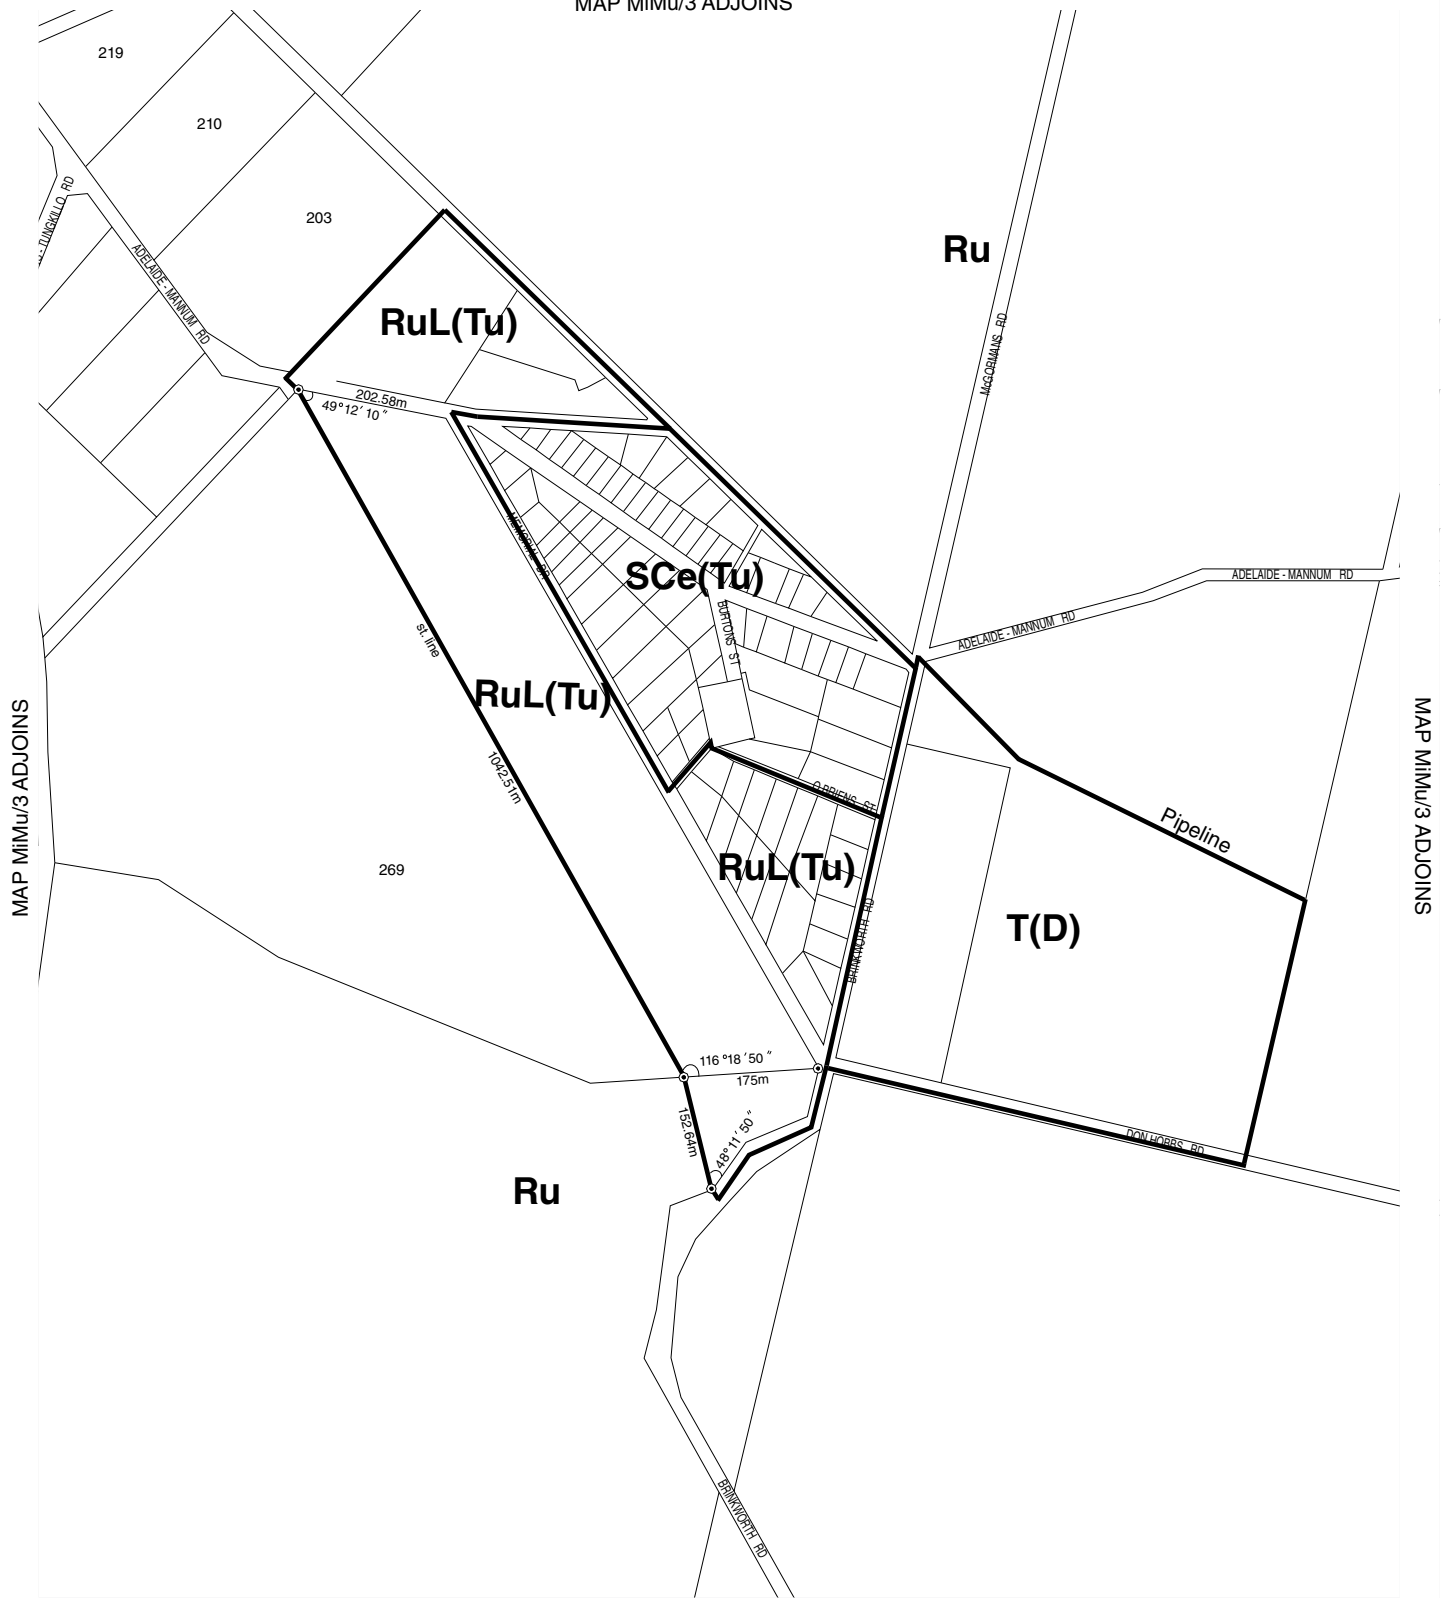 MAP MiMu/3 ADJOINS
219
210
203
TUNGKILLO RD
ADELAIDE - MANNUM RD
Ru
RuL(Tu)
McGORMANS RD
202.58m
49°12′10″
MEMORIAL DR
SCe(Tu)
ADELAIDE - MANNUM RD
ADELAIDE - MANNUM RD
BURTONS ST
st. line
RuL(Tu)
MAP MiMu/3 ADJOINS
MAP MiMu/3 ADJOINS
1042.51m
O'BRIENS ST
Pipeline
269
RuL(Tu)
T(D)
BRINKWORTH RD
116°18′50″
175m
152.64m
48°11′50″
DON HOBBS RD
Ru
BRINKWORTH RD